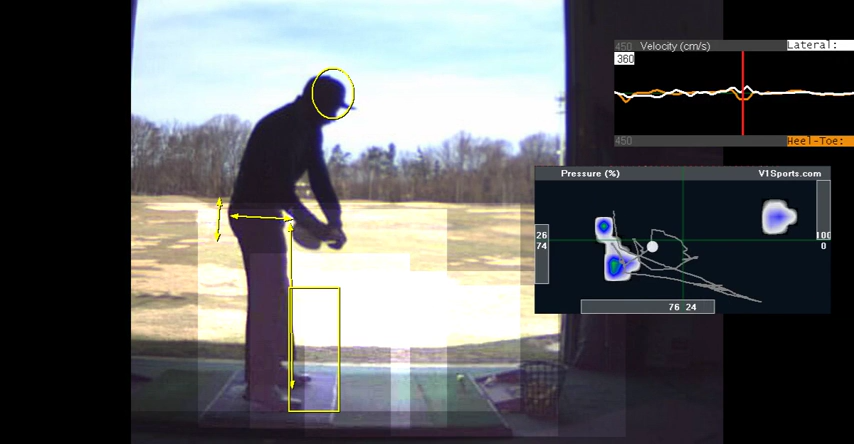 450 Velocity (cm/s) Lateral:
360
450 Heel-Toe:
Pressure (%) V1Sports.com
26
74
100
0
76 24